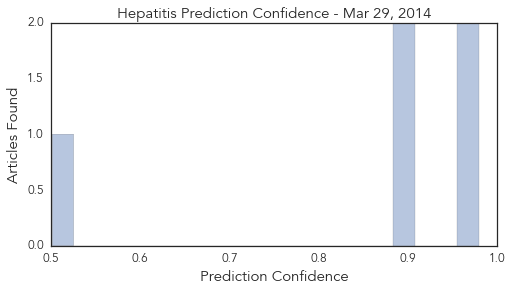 Hepatitis Prediction Confidence - Mar 29, 2014
Articles Found
2.0
1.5
1.0
0.5
0.0
0.5 0.6 0.7 0.8 0.9 1.0
Prediction Confidence